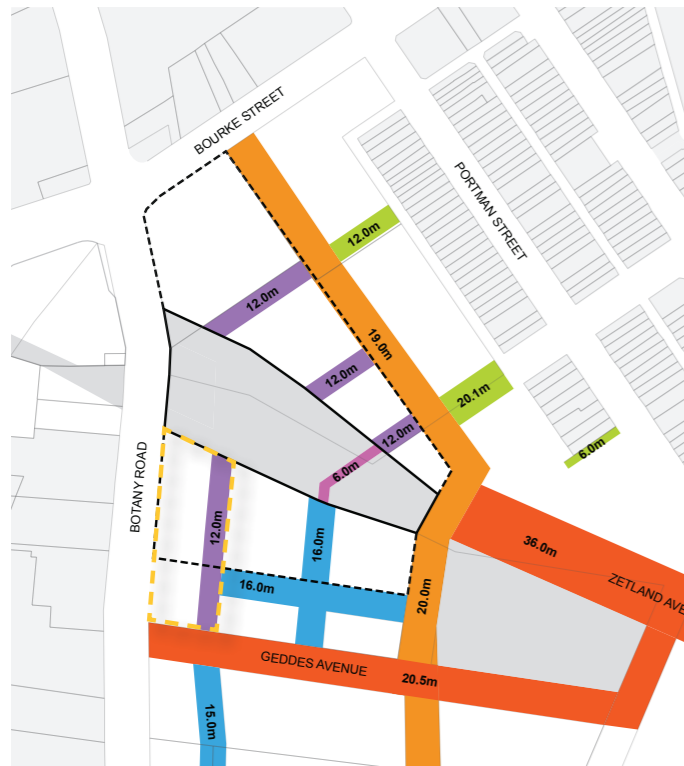 BOURKE STREET
PORTMAN STREET
12.0m
12.0m
19.0m
12.0m
20.1m
12.0m
6.0m
6.0m
BOTANY ROAD
12.0m
16.0m
36.0m
16.0m
20.0m
ZETLAND AVE
GEDDES AVENUE
20.5m
15.0m